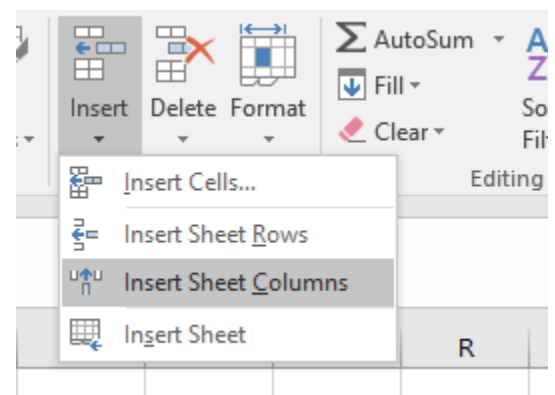 Insert
Delete
Format
AutoSum
Fill
Clear
Editing
Insert Cells...
Insert Sheet Rows
Insert Sheet Columns
Insert Sheet
R